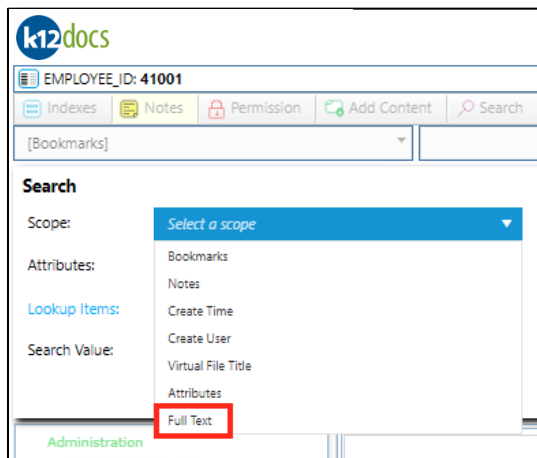 k12docs
EMPLOYEE_ID: 41001
Indexes Notes Permission Add Content Search
[Bookmarks]
Search
Scope: Select a scope
Bookmarks
Attributes:
Notes
Lookup Items: Create Time
Create User
Search Value:
Virtual File Title
Attributes
Full Text
Administration